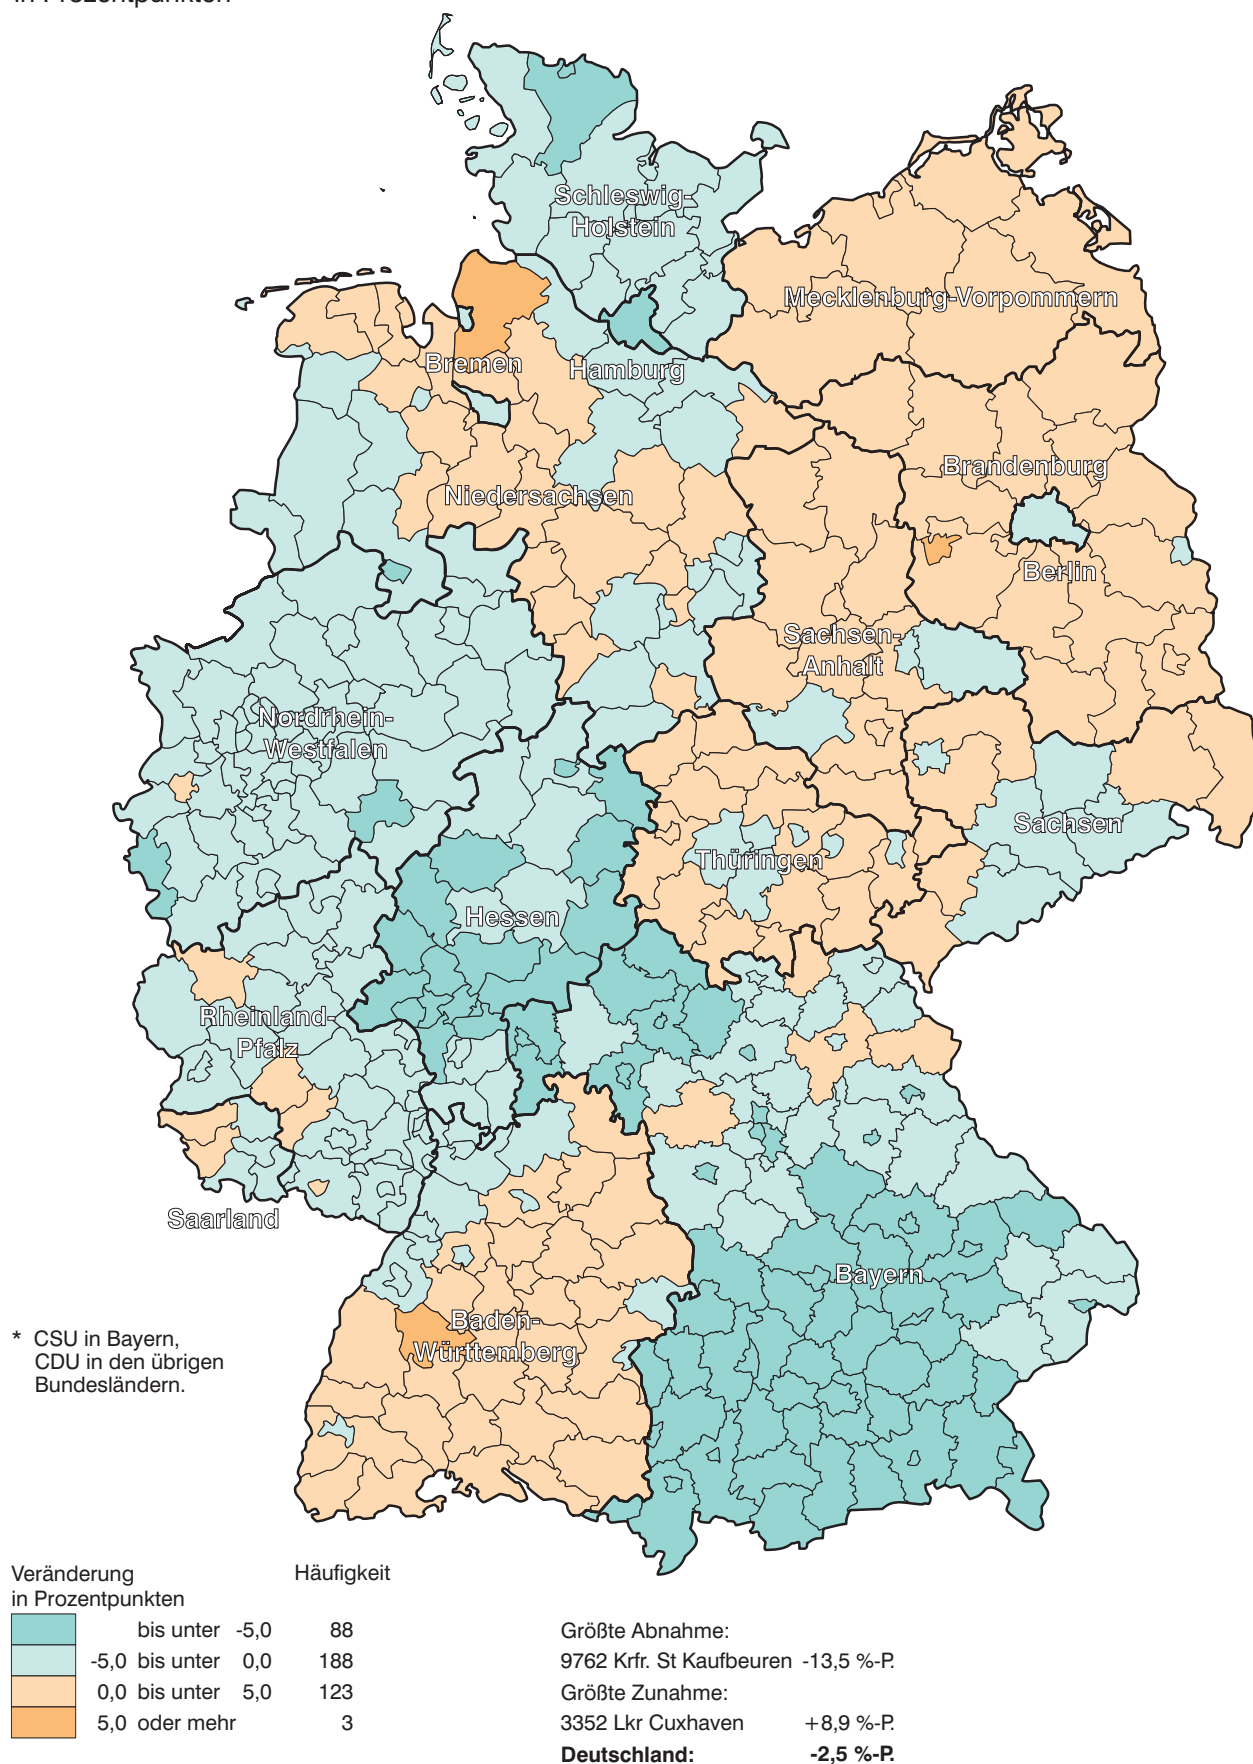 in Prozentpunkten
Schleswig-
Holstein
Mecklenburg-Vorpommern
Bremen
Hamburg
Brandenburg
Niedersachsen
Berlin
Sachsen-
Anhalt
Nordrhein-
Westfalen
Sachsen
Thüringen
Hessen
Rheinland-
Pfalz
Saarland
Bayern
Baden-
Württemberg
* CSU in Bayern,
CDU in den übrigen
Bundesländern.
Veränderung Häufigkeit
in Prozentpunkten
bis unter -5,0 88
-5,0 bis unter 0,0 188
0,0 bis unter 5,0 123
5,0 oder mehr 3
Größte Abnahme:
9762 Krfr. St Kaufbeuren -13,5 %-P.
Größte Zunahme:
3352 Lkr Cuxhaven +8,9 %-P.
Deutschland: -2,5 %-P.